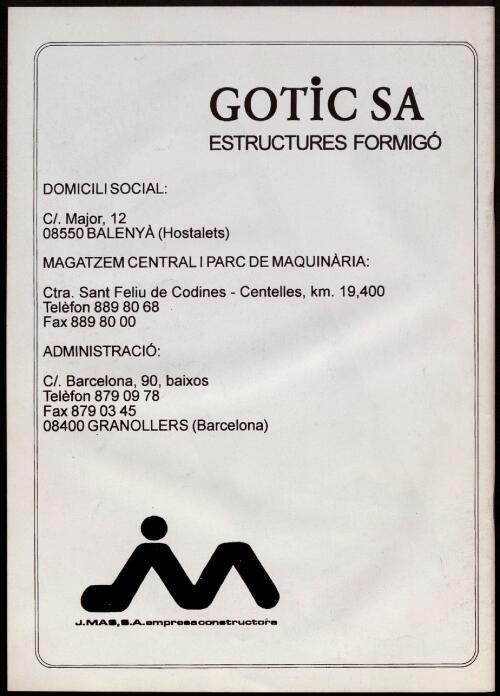 GOTIC SA
ESTRUCTURES FORMIGÓ
DOMICILI SOCIAL:
C/. Major, 12
08550 BALENYÀ (Hostalets)
MAGATZEM CENTRAL I PARC DE MAQUINÀRIA:
Ctra. Sant Feliu de Codines - Centelles, km. 19,400
Telèfon 889 80 68
Fax 889 80 00
ADMINISTRACIÓ:
C/. Barcelona, 90, baixos
Telèfon 879 09 78
Fax 879 03 45
08400 GRANOLLERS (Barcelona)
J.MAS,S.A.empresaconstructora